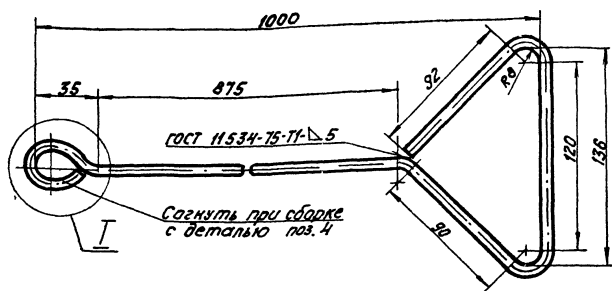 1000
35
875
92
R8
ГОСТ 11534-75-Т1-⊿5
120
136
Согнуть при сборке
с деталью поз. 4
I
90